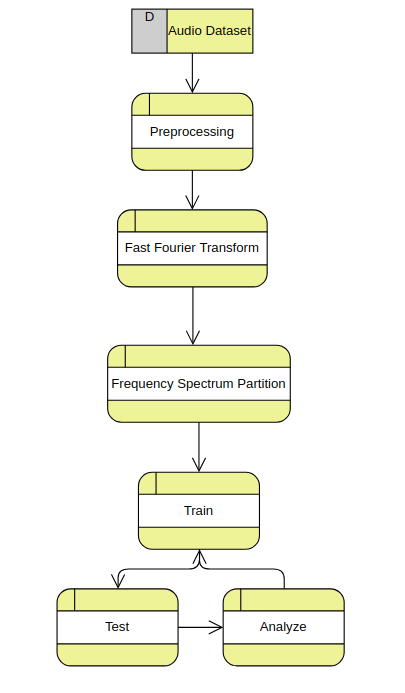 D
Audio Dataset
Preprocessing
Fast Fourier Transform
Frequency Spectrum Partition
Train
Test
Analyze